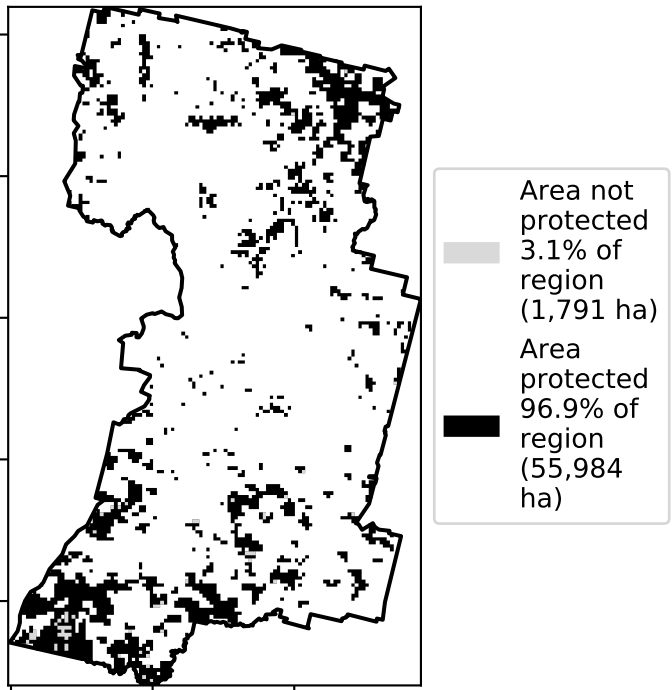 Area not
protected
3.1% of
region
(1,791 ha)
Area
protected
96.9% of
region
(55,984
ha)